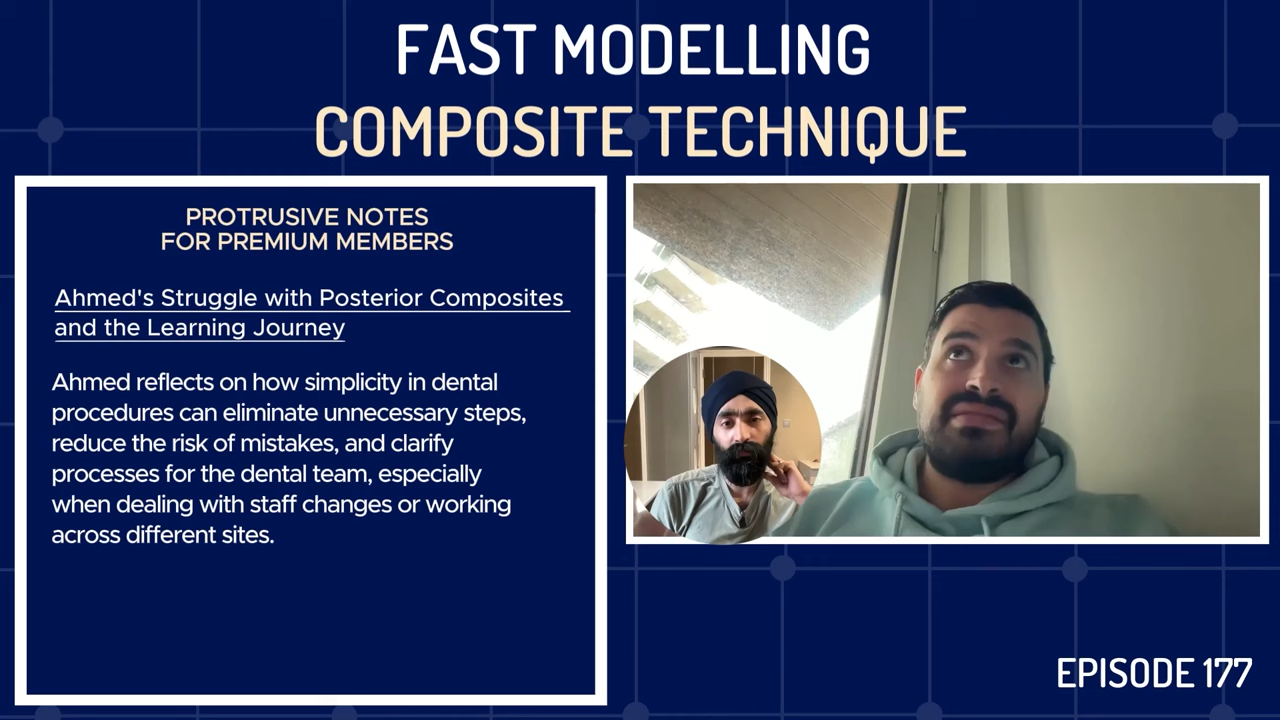 FAST MODELLING
COMPOSITE TECHNIQUE
PROTRUSIVE NOTES
FOR PREMIUM MEMBERS
Ahmed's Struggle with Posterior Composites
and the Learning Journey
Ahmed reflects on how simplicity in dental
procedures can eliminate unnecessary steps,
reduce the risk of mistakes, and clarify
processes for the dental team, especially
when dealing with staff changes or working
across different sites.
EPISODE 177